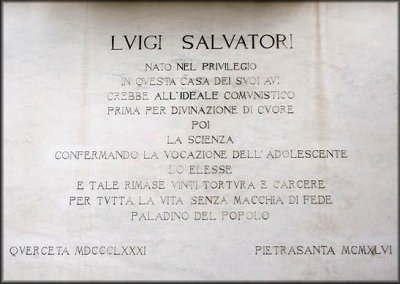 LVIGI SALVATORI
NATO NEL PRIVILEGIO
IN QVESTA CASA DEI SVOI AVI
CREBBE ALL'IDEALE COMVNISTICO
PRIMA PER DIVINAZIONE DI CVORE
POI
LA SCIENZA
CONFERMANDO LA VOCAZIONE DELL'ADOLESCENTE
LO ELESSE
E TALE RIMASE VINTI TORTVRA E CARCERE
PER TVTTA LA VITA SENZA MACCHIA DI FEDE
PALADINO DEL POPOLO
QVERCETA MDCCCLXXXI PIETRASANTA MCMXLVI